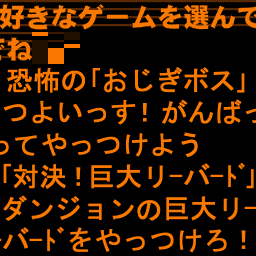 好きなゲームを選んで
ね
恐怖の「おじぎボス」
つよいっす!がんばっ
ってやっつけよう
「対決!巨大リーバード」
ダンジョンの巨大リー
ーバードをやっつけろ!